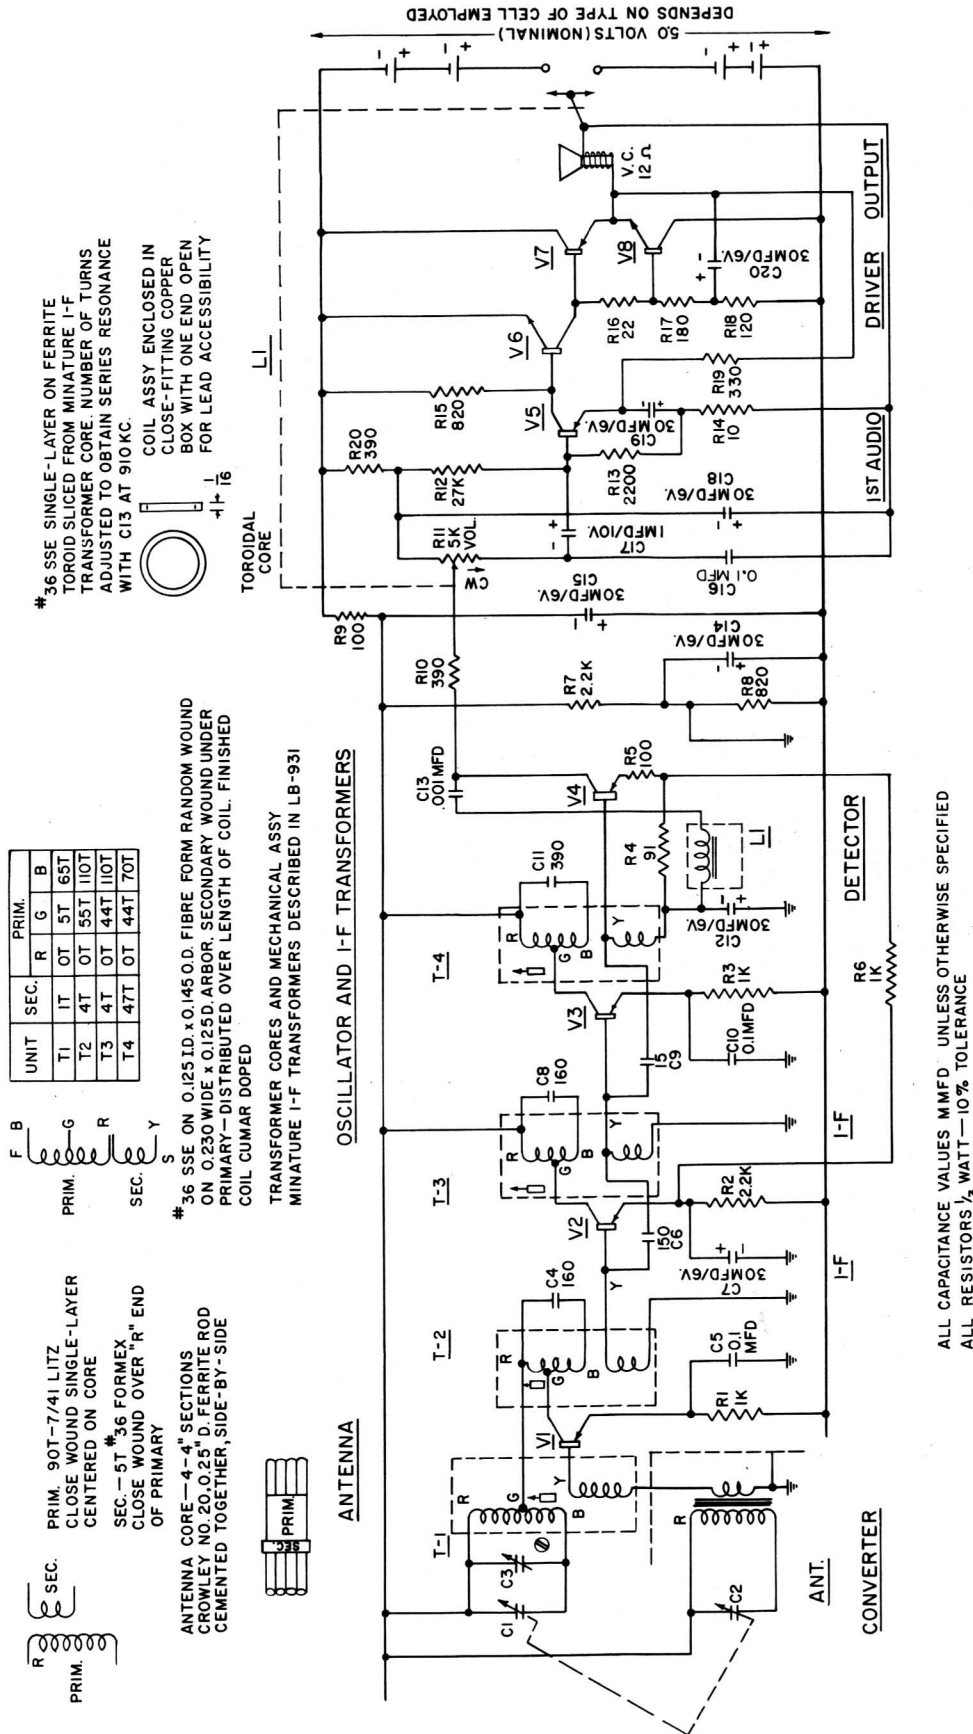 R
PRIM.
SEC.
PRIM. 90T-7/41 LITZ
CLOSE WOUND SINGLE-LAYER
CENTERED ON CORE
SEC.-5T #36 FORMEX
CLOSE WOUND OVER "R" END
OF PRIMARY
ANTENNA CORE-4-4" SECTIONS
CROWLEY NO. 20, 0.25" D. FERRITE ROD
CEMENTED TOGETHER, SIDE-BY-SIDE
SEC.
PRIM.
ANTENNA
F B
G
R
Y
S
PRIM.
SEC.
UNIT SEC. PRIM.
R G B
T1 1T 0T 5T 65T
T2 4T 0T 55T 110T
T3 4T 0T 44T 110T
T4 47T 0T 44T 70T
#36 SSE ON 0.125 I.D. x 0.145 O.D. FIBRE FORM RANDOM WOUND
ON 0.230 WIDE x 0.125 D. ARBOR. SECONDARY WOUND UNDER
PRIMARY-DISTRIBUTED OVER LENGTH OF COIL. FINISHED
COIL CUMAR DOPED
TRANSFORMER CORES AND MECHANICAL ASSY
MINATURE I-F TRANSFORMERS DESCRIBED IN LB-931
OSCILLATOR AND I-F TRANSFORMERS
#36 SSE SINGLE-LAYER ON FERRITE
TOROID SLICED FROM MINATURE I-F
TRANSFORMER CORE. NUMBER OF TURNS
ADJUSTED TO OBTAIN SERIES RESONANCE
WITH C13 AT 910 KC.
COIL ASSY ENCLOSED IN
CLOSE-FITTING COPPER
BOX WITH ONE END OPEN
FOR LEAD ACCESSIBILITY
1/16
TOROIDAL
CORE
L1
5.0 VOLTS (NOMINAL)
DEPENDS ON TYPE OF CELL EMPLOYED
T-1
R
G
B
Y
C1
C3
C2
R
V1
R1
1K
C5
0.1
MFD
T-2
R
G
B
Y
C4
160
V2
150
C6
C7
30MFD/6V.
R2
2.2K
T-3
R
G
B
Y
C8
160
V3
15
C9
C10
0.1MFD
R3
1K
T-4
R
G
B
Y
C11
390
V4
R4
91
R5
100
C12
30MFD/6V.
L1
C13
.001MFD
R6
1K
R10
390
R7
2.2K
R8
820
C14
30MFD/6V.
R9
100
C15
30MFD/6V.
R11
5K
VOL.
CW
C16
0.1 MFD
C17
1MFD/10V.
C18
30MFD/6V.
R20
390
R12
27K
R13
2200
R14
10
C19
30MFD/6V.
R15
820
V5
V6
V7
V8
R16
22
R17
180
R18
120
R19
330
C20
30MFD/6V.
V.C.
12 Ω
ANT.
CONVERTER
I-F
I-F
DETECTOR
1ST AUDIO
DRIVER
OUTPUT
ALL CAPACITANCE VALUES MMFD UNLESS OTHERWISE SPECIFIED
ALL RESISTORS ½ WATT-10% TOLERANCE